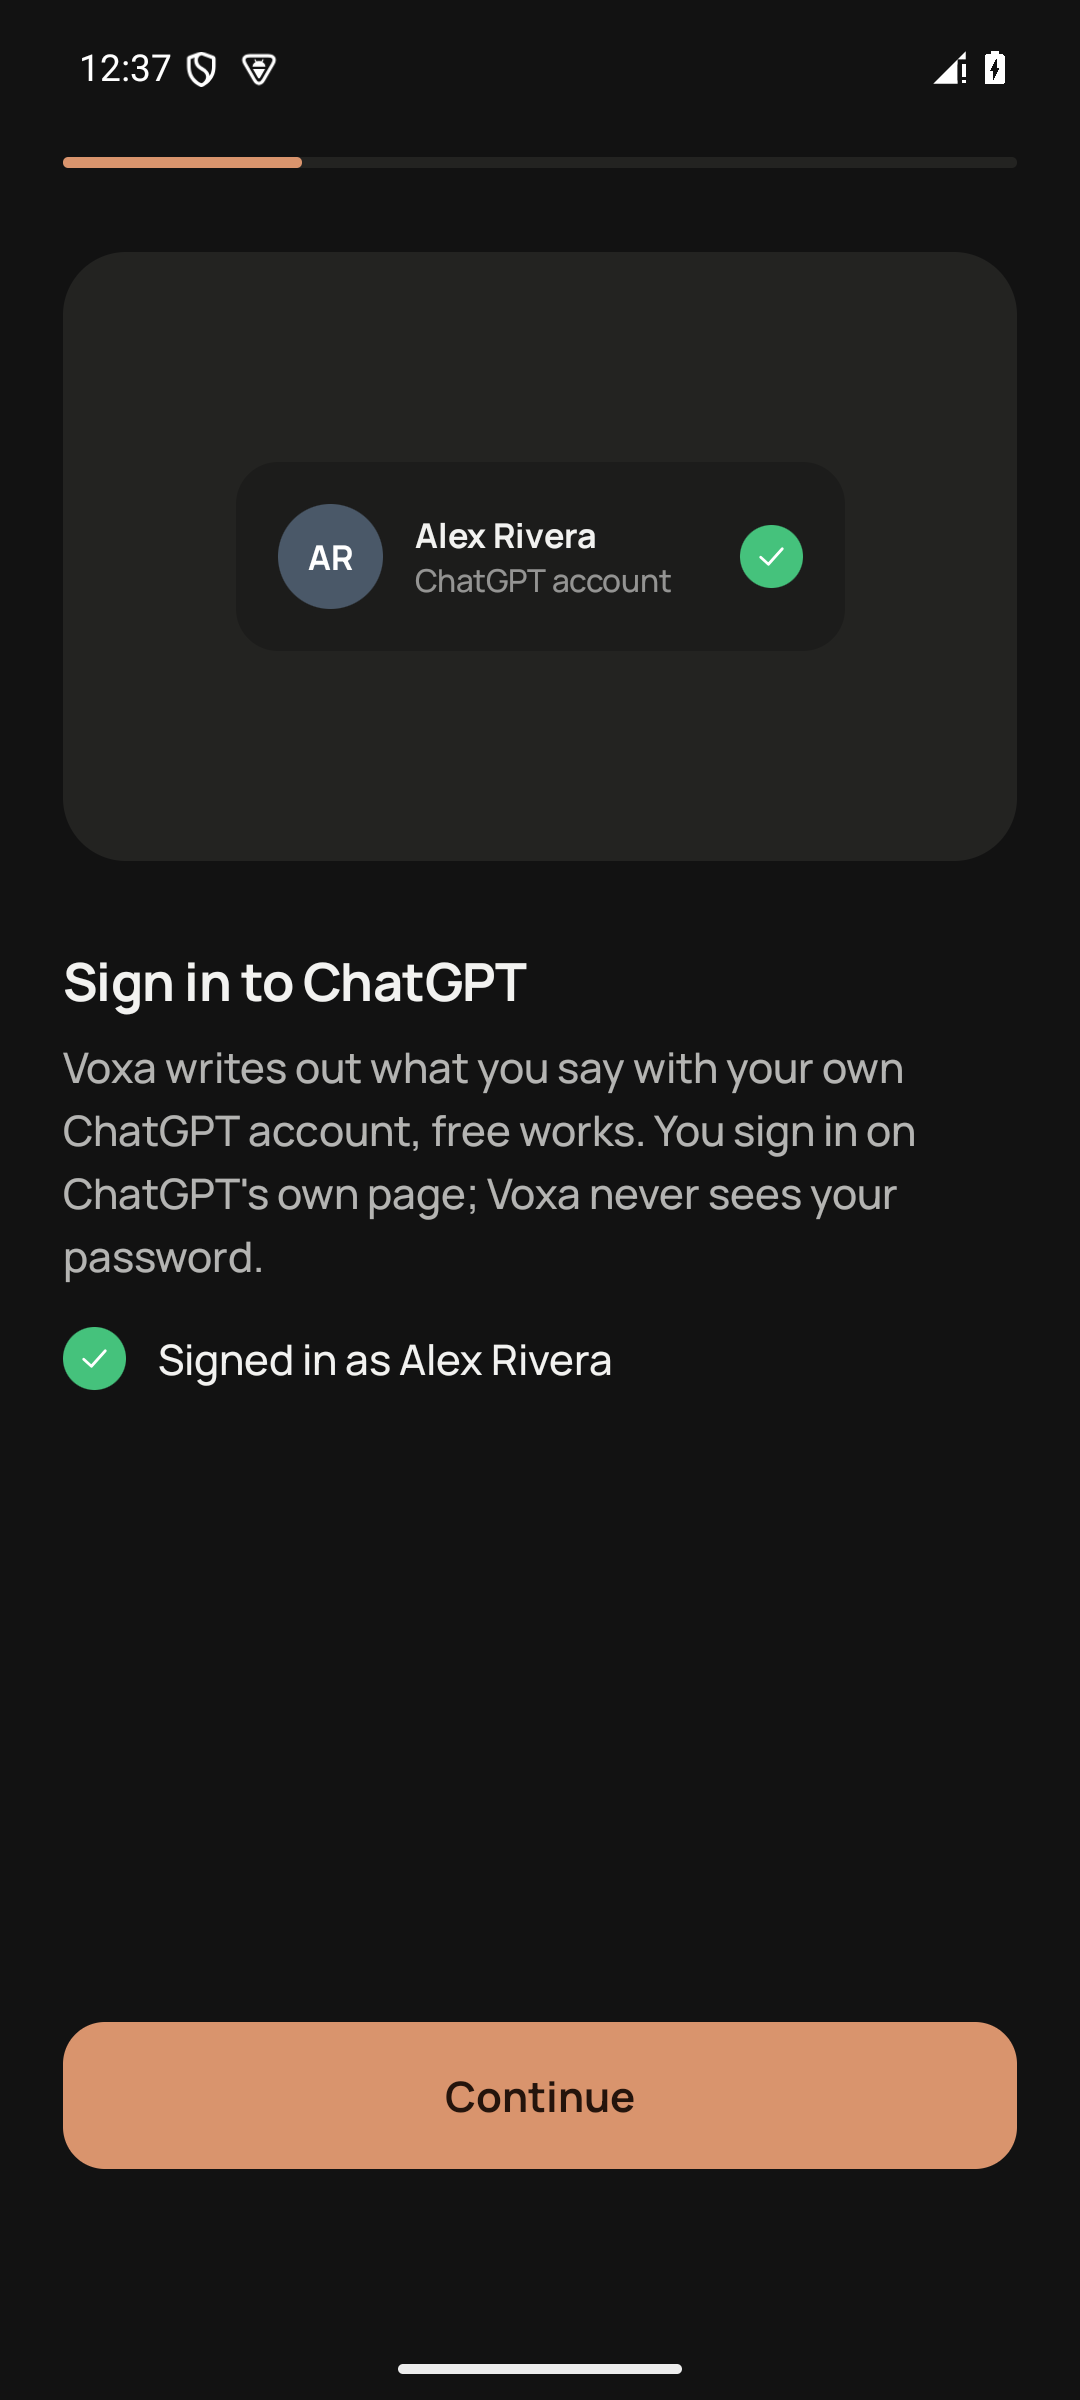 12:37
AR
Alex Rivera
ChatGPT account
Sign in to ChatGPT
Voxa writes out what you say with your own
ChatGPT account, free works. You sign in on
ChatGPT's own page; Voxa never sees your
password.
Signed in as Alex Rivera
Continue